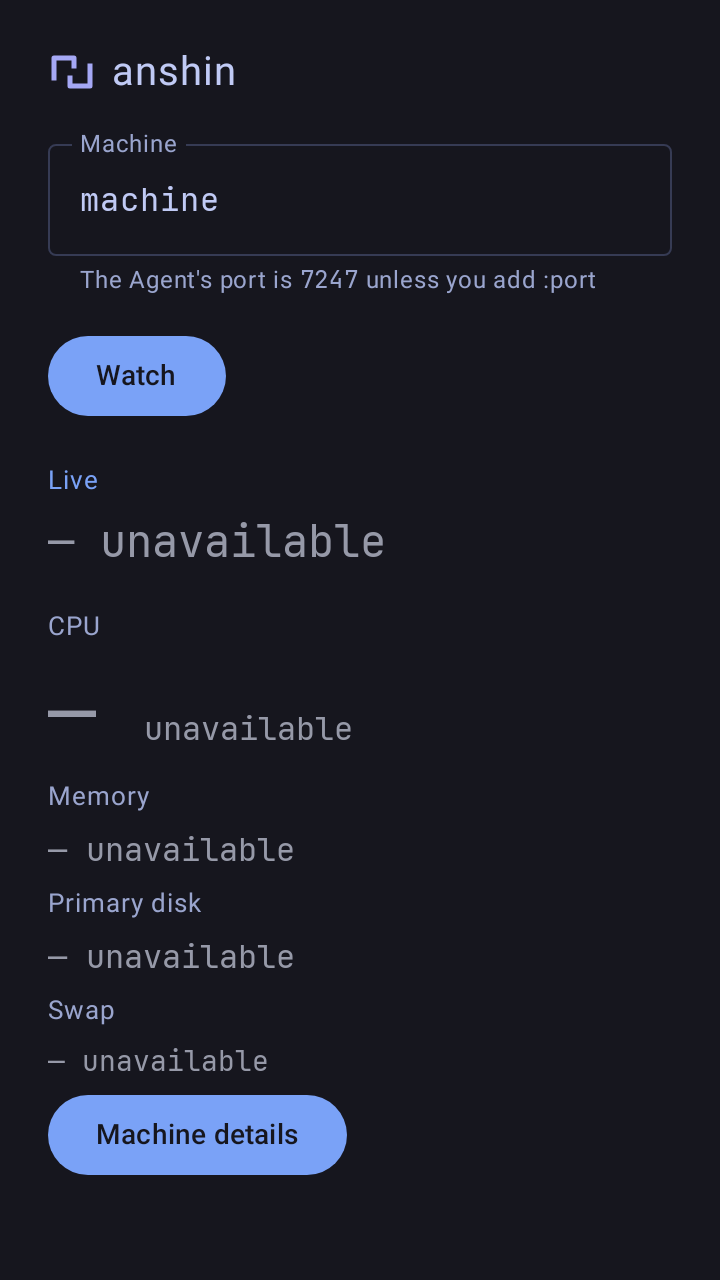 anshin
Machine
machine
The Agent's port is 7247 unless you add :port
Watch
Live
— unavailable
CPU
— unavailable
Memory
— unavailable
Primary disk
— unavailable
Swap
— unavailable
Machine details